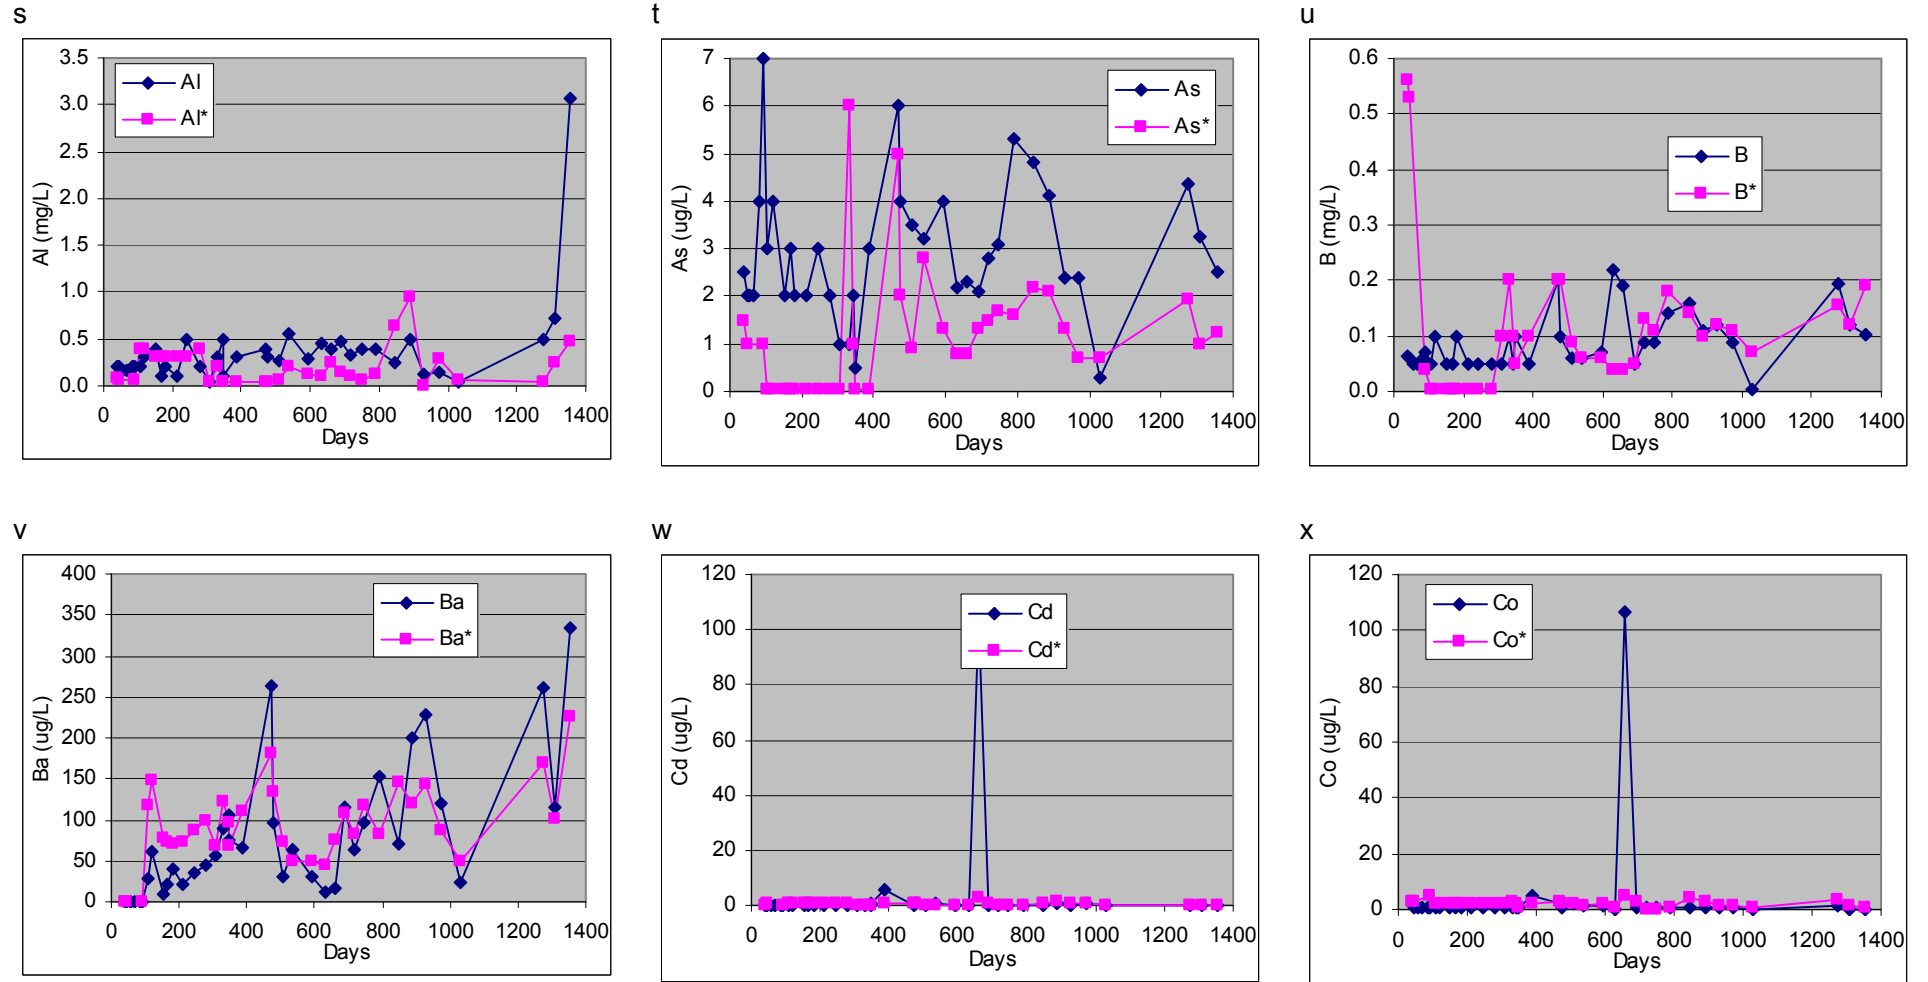 s
t
u
3.5
3.0
2.5
2.0
1.5
1.0
0.5
0.0
Al (mg/L)
Al
Al*
0 200 400 600 800 1000 1200 1400
Days
7
6
5
4
3
2
1
0
As (ug/L)
As
As*
0 200 400 600 800 1000 1200 1400
Days
0.6
0.5
0.4
0.3
0.2
0.1
0.0
B (mg/L)
B
B*
0 200 400 600 800 1000 1200 1400
Days
v
w
x
400
350
300
250
200
150
100
50
0
Ba (ug/L)
Ba
Ba*
0 200 400 600 800 1000 1200 1400
Days
120
100
80
60
40
20
0
Cd (ug/L)
Cd
Cd*
0 200 400 600 800 1000 1200 1400
Days
120
100
80
60
40
20
0
Co (ug/L)
Co
Co*
0 200 400 600 800 1000 1200 1400
Days